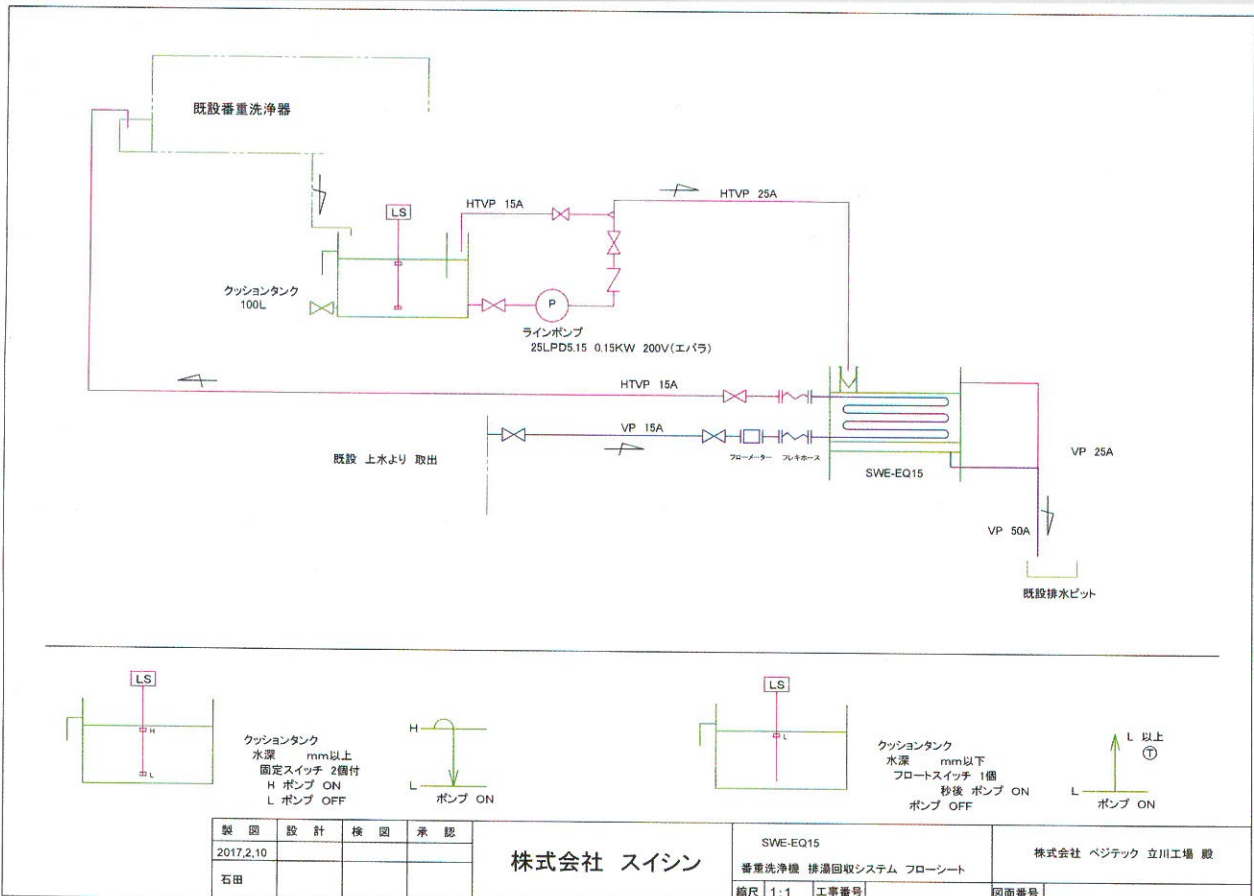 既設番重洗浄器
LS
HTVP 15A
HTVP 25A
クッションタンク
100L
P
ラインポンプ
25LPD5.15 0.15KW 200V(エバラ)
HTVP 15A
VP 15A
既設 上水より 取出
フローメーター フレキホース
SWE-EQ15
VP 25A
VP 50A
既設排水ピット
LS
H
L
クッションタンク
水深 mm以上
固定スイッチ 2個付
H ポンプ ON
L ポンプ OFF
H
L
ポンプ ON
LS
L
クッションタンク
水深 mm以下
フロートスイッチ 1個
秒後 ポンプ ON
ポンプ OFF
L 以上
T
L
ポンプ ON
製図 設計 検図 承認
2017,2,10
石田
株式会社 スイシン
SWE-EQ15
番重洗浄機 排湯回収システム フローシート
縮尺 1:1 工事番号
株式会社 ベジテック 立川工場 殿
図面番号